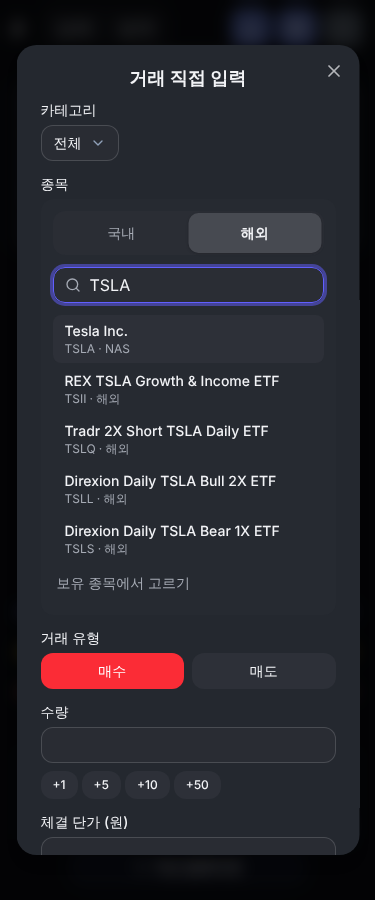 거래 직접 입력
카테고리
전체
종목
국내 해외
TSLA
Tesla Inc.
TSLA · NAS
REX TSLA Growth & Income ETF
TSII · 해외
Tradr 2X Short TSLA Daily ETF
TSLQ · 해외
Direxion Daily TSLA Bull 2X ETF
TSLL · 해외
Direxion Daily TSLA Bear 1X ETF
TSLS · 해외
보유 종목에서 고르기
거래 유형
매수 매도
수량
+1 +5 +10 +50
체결 단가 (원)